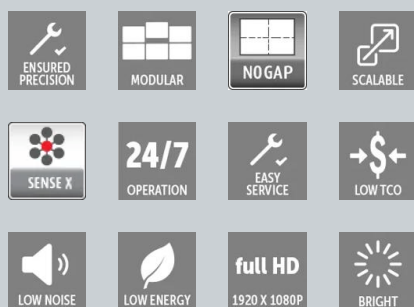 ENSURED
PRECISION
MODULAR
NO GAP
SCALABLE
SENSE X
24/7
OPERATION
EASY
SERVICE
$
LOW TCO
LOW NOISE
LOW ENERGY
full HD
1920 X 1080P
BRIGHT